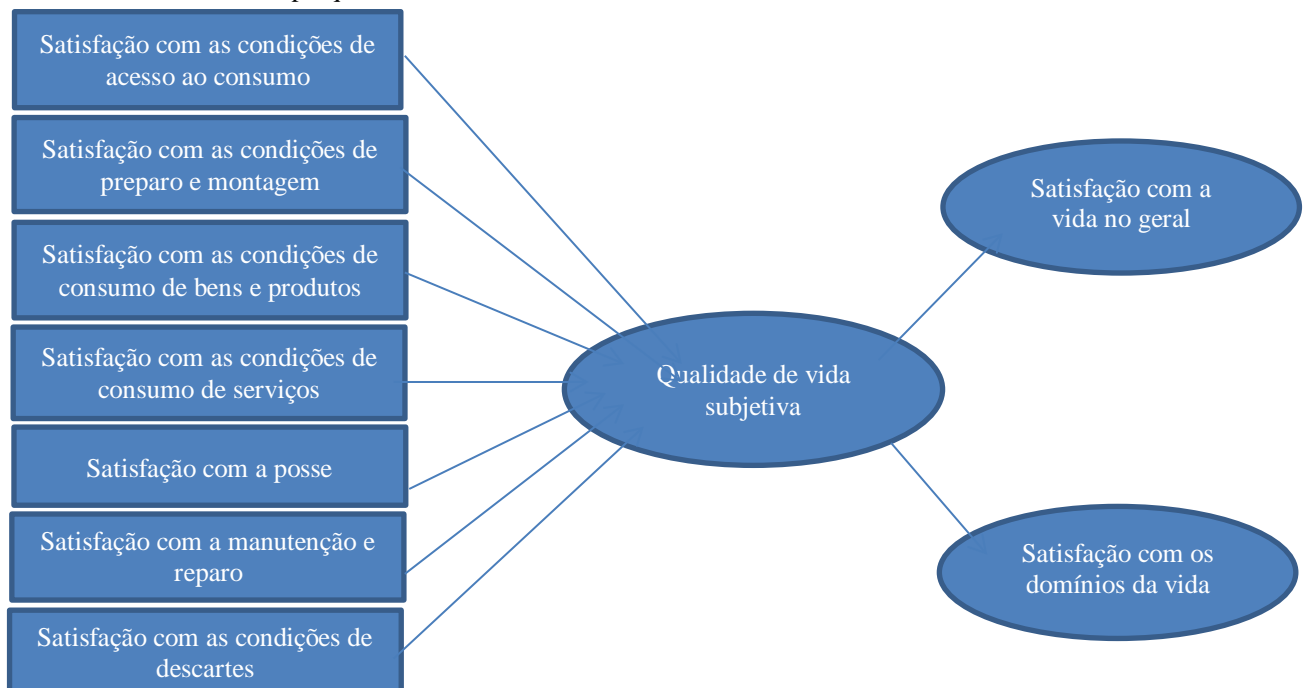 Satisfação com as condições de
acesso ao consumo
Satisfação com as condições de
preparo e montagem
Satisfação com as condições de
consumo de bens e produtos
Satisfação com as condições de
consumo de serviços
Satisfação com a posse
Satisfação com a manutenção e
reparo
Satisfação com as condições de
descartes
Qualidade de vida
subjetiva
Satisfação com a
vida no geral
Satisfação com os
domínios da vida